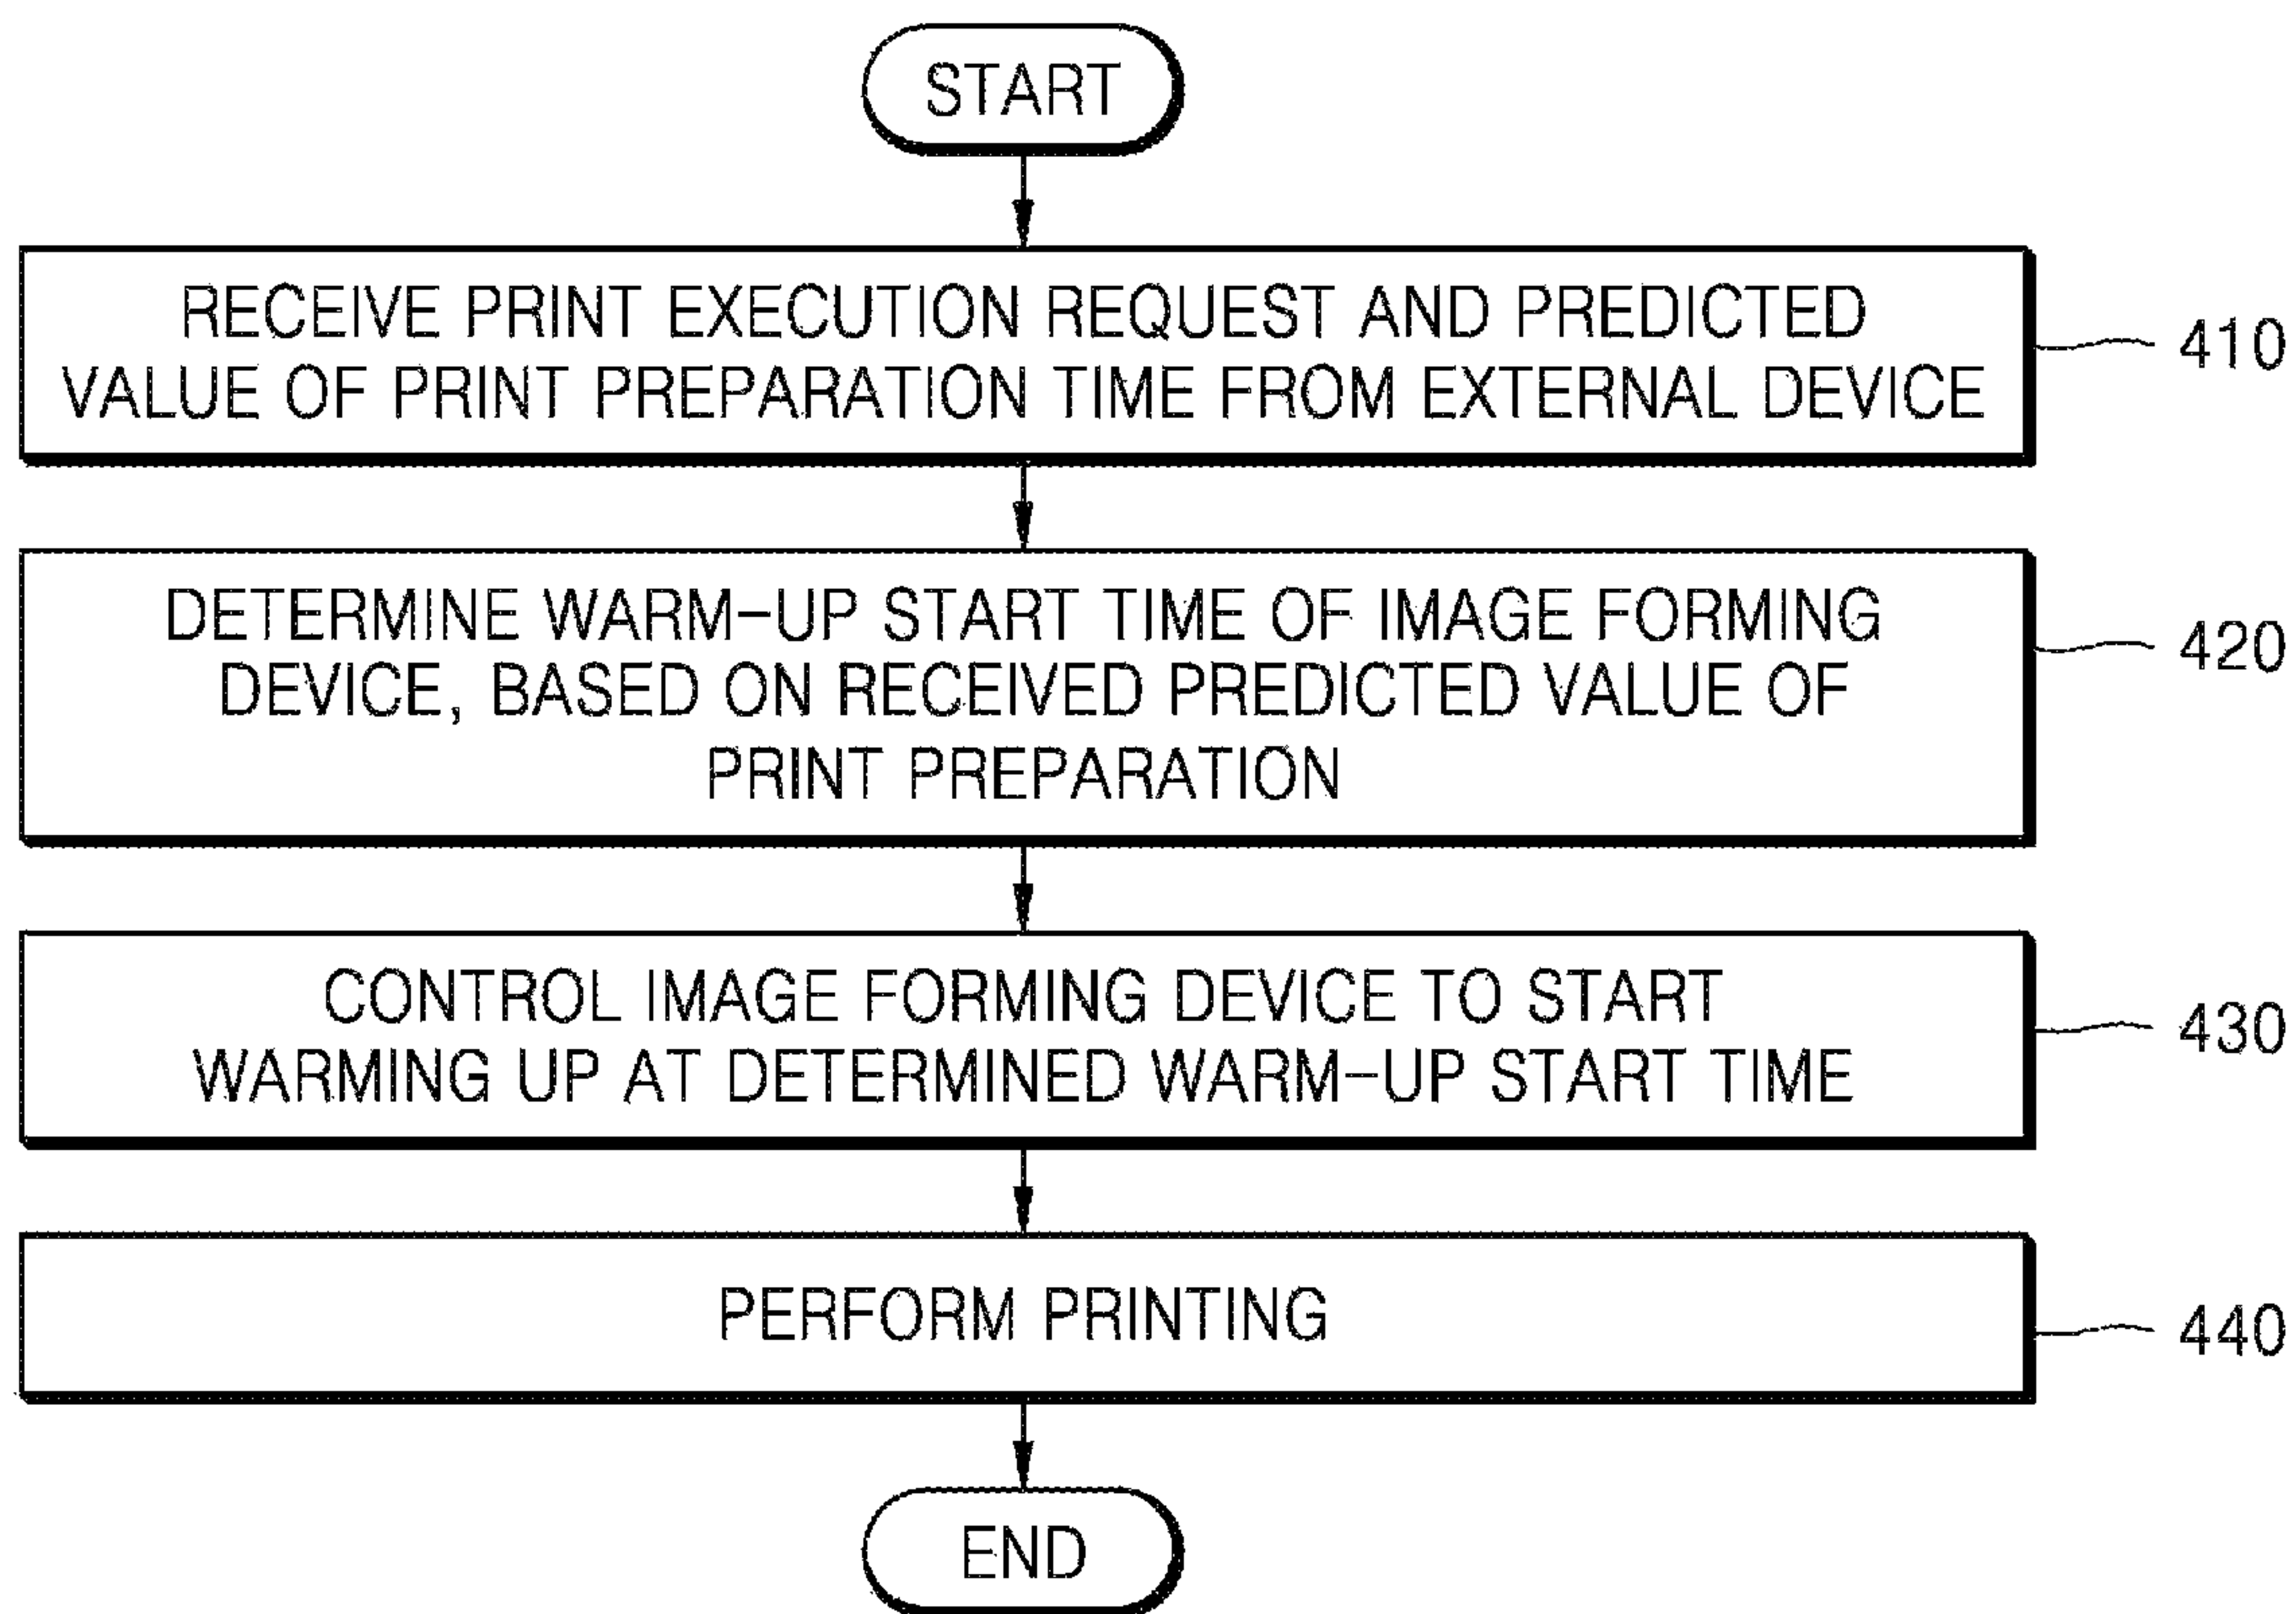 START
RECEIVE PRINT EXECUTION REQUEST AND PREDICTED
VALUE OF PRINT PREPARATION TIME FROM EXTERNAL DEVICE
410
DETERMINE WARM-UP START TIME OF IMAGE FORMING
DEVICE, BASED ON RECEIVED PREDICTED VALUE OF
PRINT PREPARATION
420
CONTROL IMAGE FORMING DEVICE TO START
WARMING UP AT DETERMINED WARM-UP START TIME
430
PERFORM PRINTING
440
END